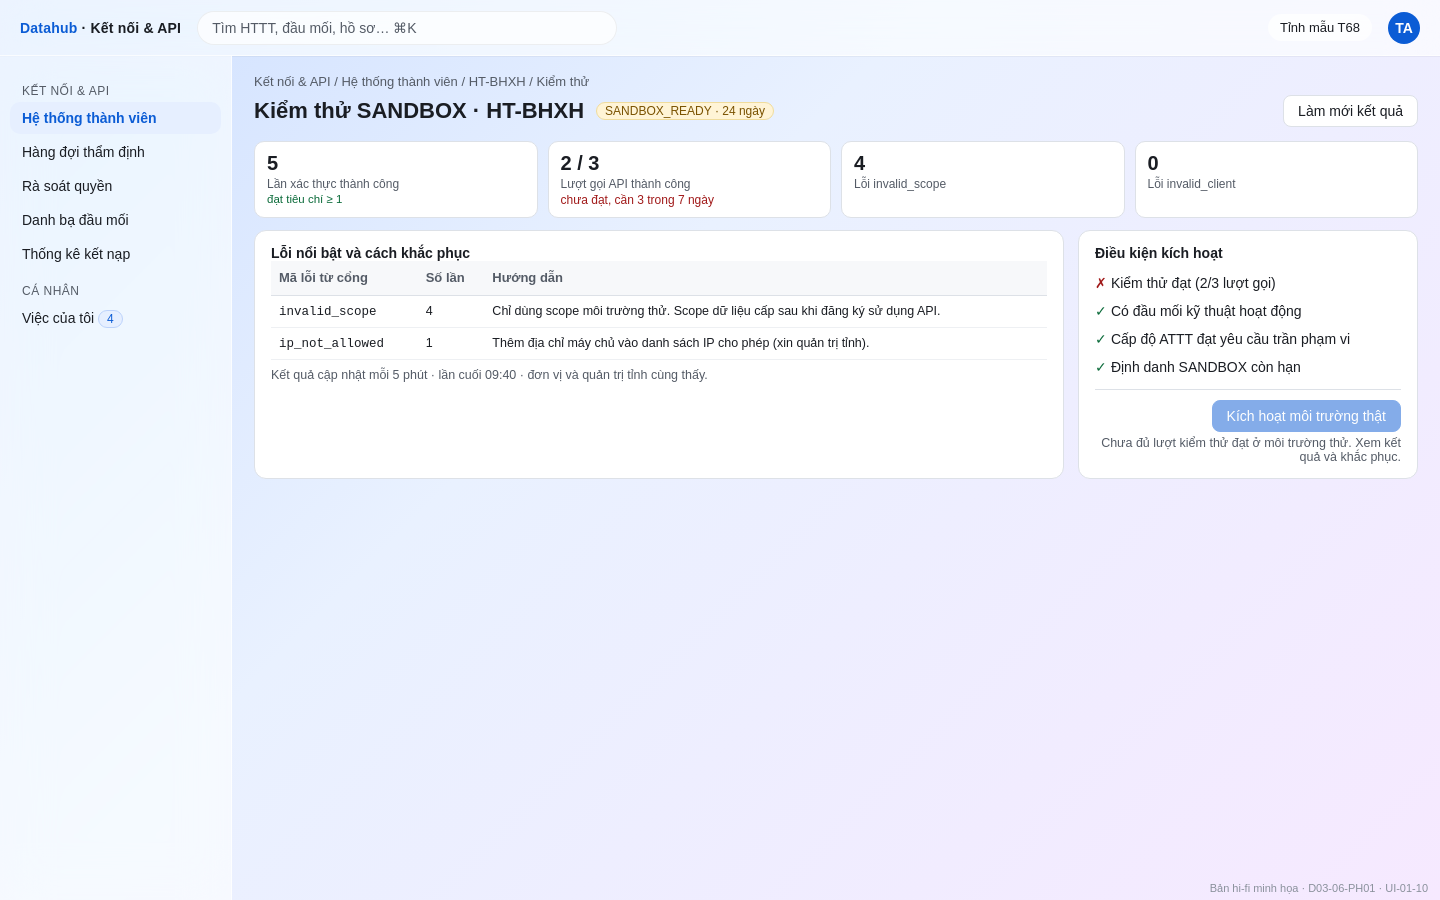 Datahub · Kết nối & API
Tìm HTTT, đầu mối, hồ sơ… ⌘K
Tỉnh mẫu T68
TA
KẾT NỐI & API
Hệ thống thành viên
Hàng đợi thẩm định
Rà soát quyền
Danh bạ đầu mối
Thống kê kết nạp
CÁ NHÂN
Việc của tôi 4
Kết nối & API / Hệ thống thành viên / HT-BHXH / Kiểm thử
Kiểm thử SANDBOX · HT-BHXH
SANDBOX_READY · 24 ngày
Làm mới kết quả
5
Lần xác thực thành công
đạt tiêu chí ≥ 1
2 / 3
Lượt gọi API thành công
chưa đạt, cần 3 trong 7 ngày
4
Lỗi invalid_scope
0
Lỗi invalid_client
Lỗi nổi bật và cách khắc phục
Mã lỗi từ cổng Số lần Hướng dẫn
invalid_scope 4 Chỉ dùng scope môi trường thử. Scope dữ liệu cấp sau khi đăng ký sử dụng API.
ip_not_allowed 1 Thêm địa chỉ máy chủ vào danh sách IP cho phép (xin quản trị tỉnh).
Kết quả cập nhật mỗi 5 phút · lần cuối 09:40 · đơn vị và quản trị tỉnh cùng thấy.
Điều kiện kích hoạt
✗ Kiểm thử đạt (2/3 lượt gọi)
✓ Có đầu mối kỹ thuật hoạt động
✓ Cấp độ ATTT đạt yêu cầu trần phạm vi
✓ Định danh SANDBOX còn hạn
Kích hoạt môi trường thật
Chưa đủ lượt kiểm thử đạt ở môi trường thử. Xem kết
quả và khắc phục.
Bản hi-fi minh họa · D03-06-PH01 · UI-01-10